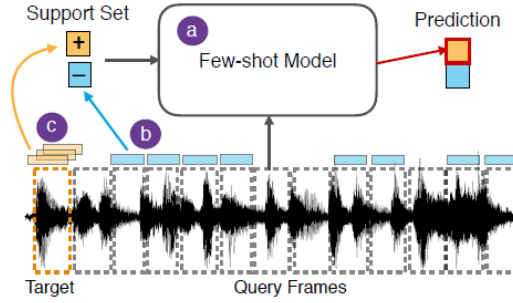 Support Set
Prediction
a
+
Few-shot Model
−
c
b
Target
Query Frames